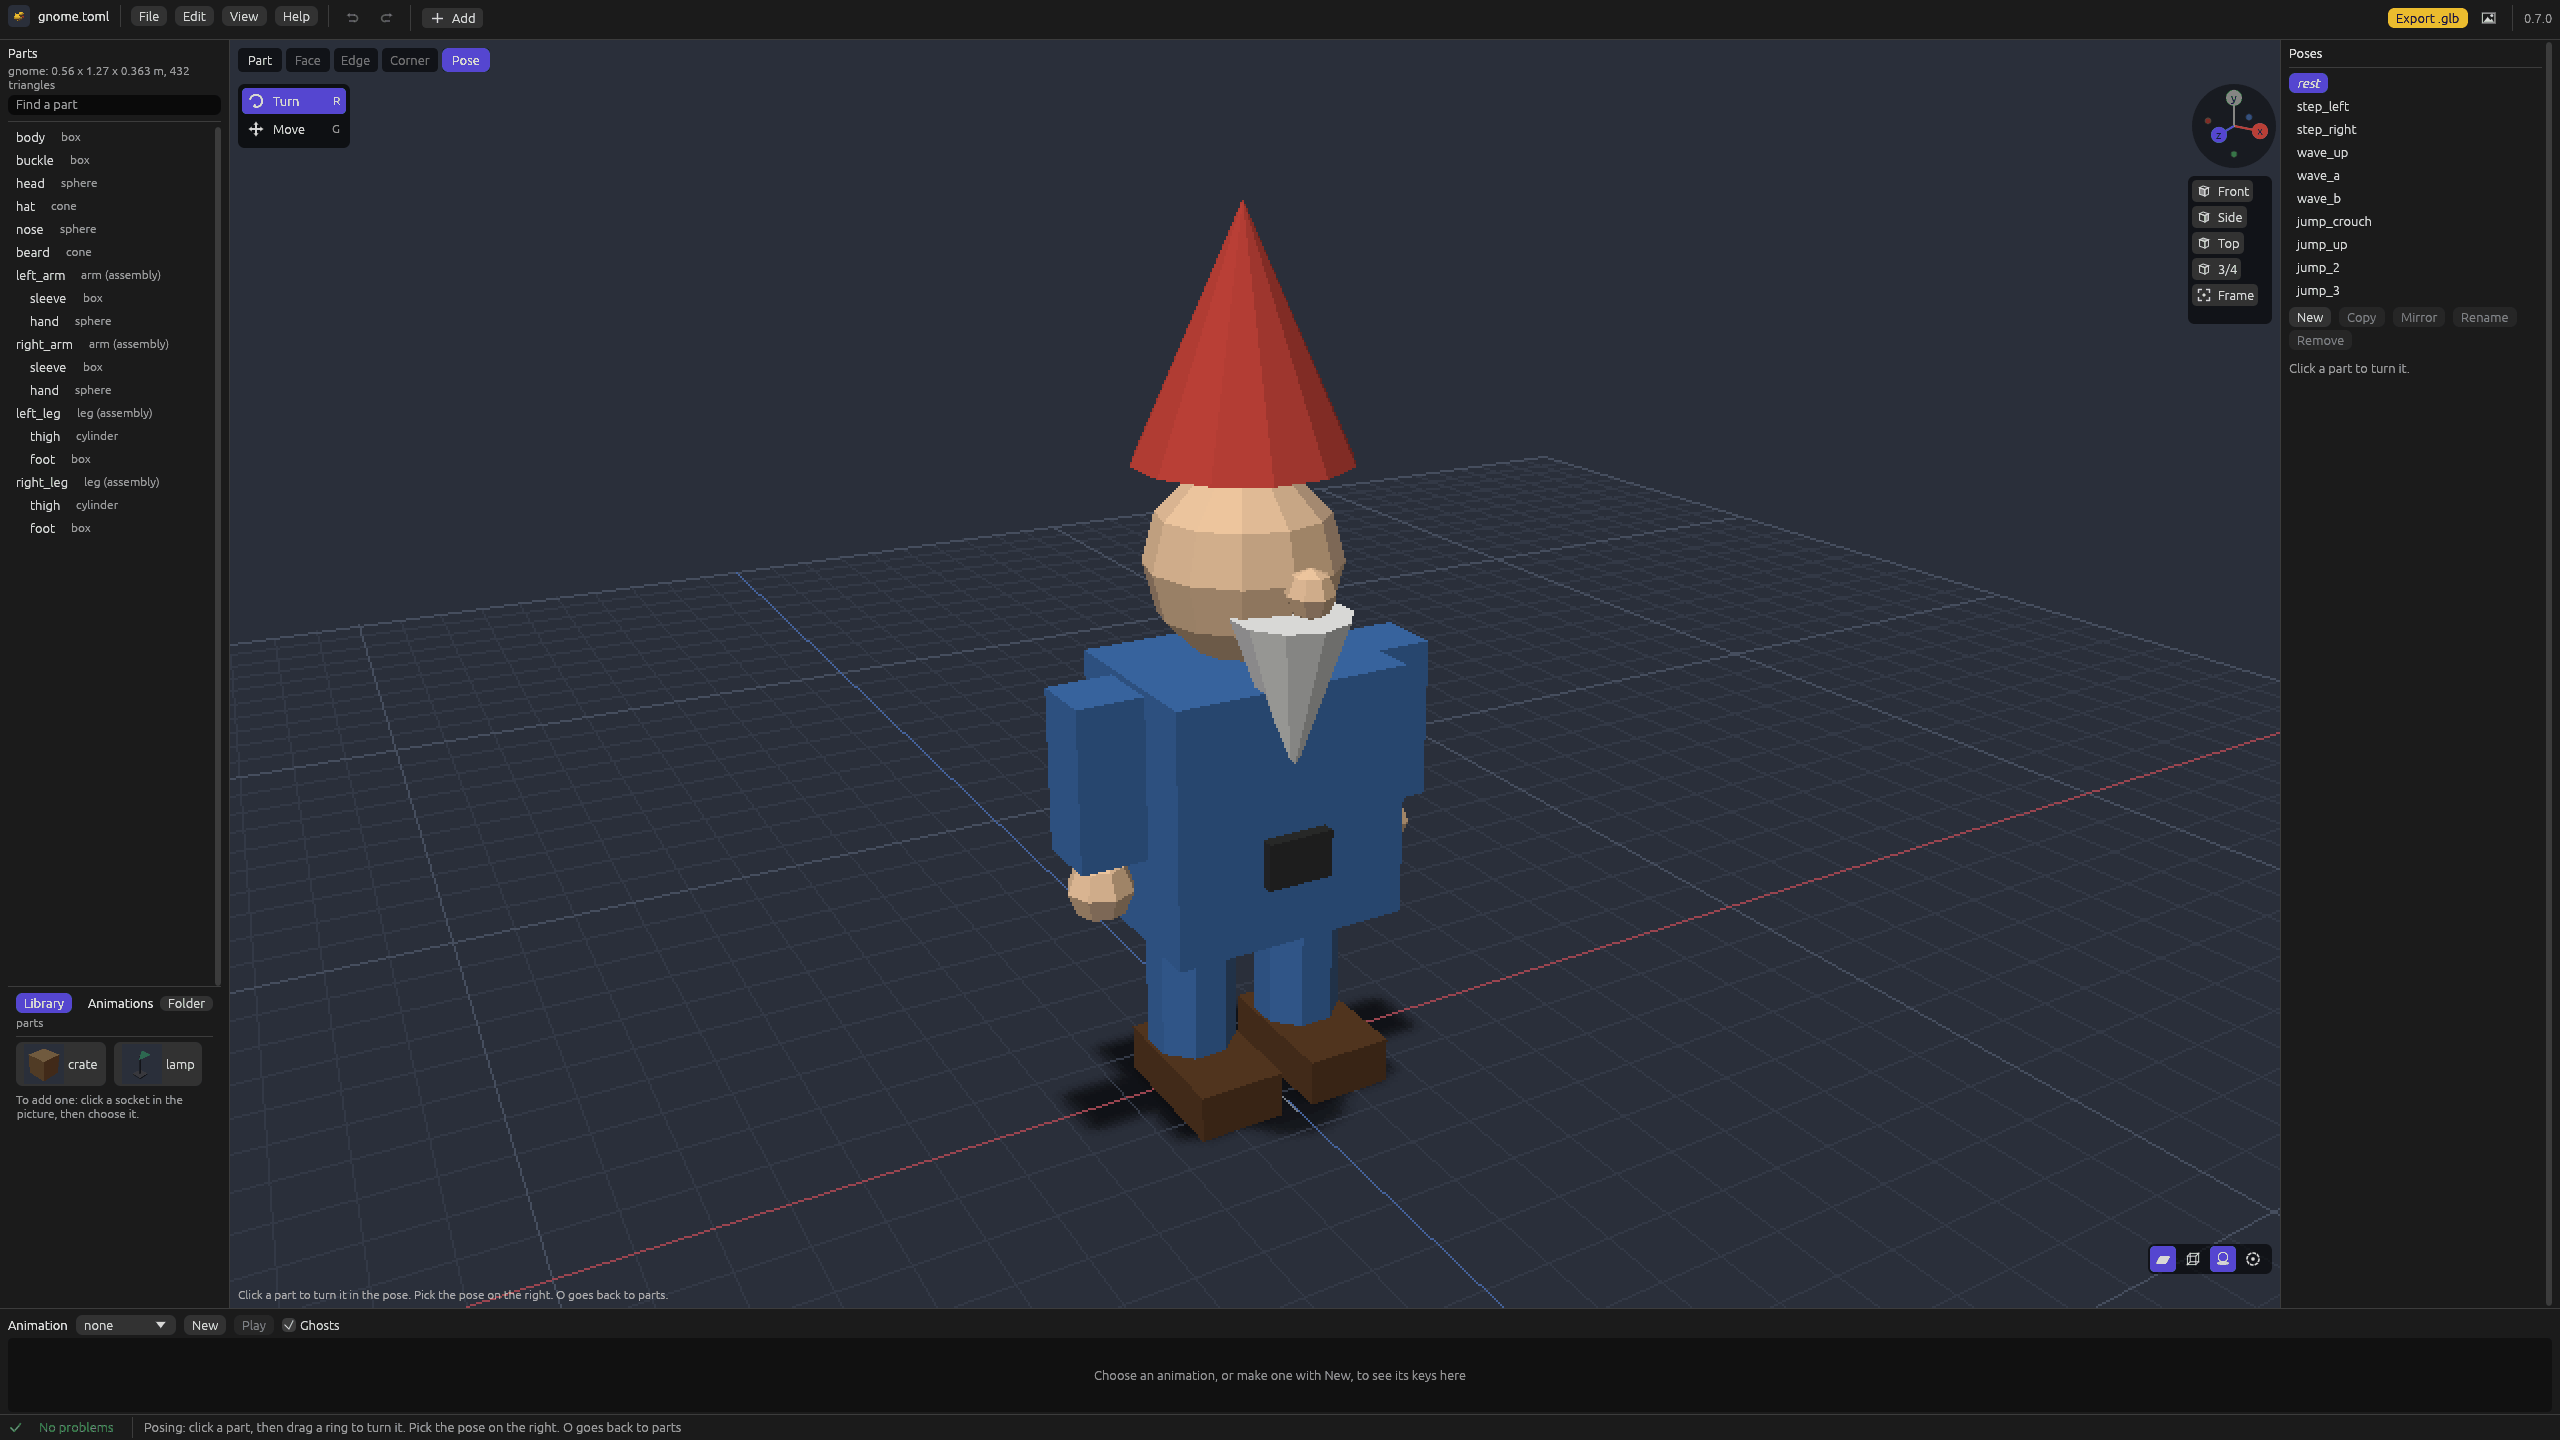 gnome.toml File Edit View Help Add Export .glb 0.7.0
Parts
gnome: 0.56 x 1.27 x 0.363 m, 432
triangles
Find a part
body box
buckle box
head sphere
hat cone
nose sphere
beard cone
left_arm arm (assembly)
sleeve box
hand sphere
right_arm arm (assembly)
sleeve box
hand sphere
left_leg leg (assembly)
thigh cylinder
foot box
right_leg leg (assembly)
thigh cylinder
foot box
Library Animations Folder
parts
crate lamp
To add one: click a socket in the
picture, then choose it.
Part Face Edge Corner Pose
Turn R
Move G
y
z x
Front
Side
Top
3/4
Frame
Click a part to turn it in the pose. Pick the pose on the right. O goes back to parts.
Poses
rest
step_left
step_right
wave_up
wave_a
wave_b
jump_crouch
jump_up
jump_2
jump_3
New Copy Mirror Rename
Remove
Click a part to turn it.
Animation none New Play Ghosts
Choose an animation, or make one with New, to see its keys here
No problems Posing: click a part, then drag a ring to turn it. Pick the pose on the right. O goes back to parts